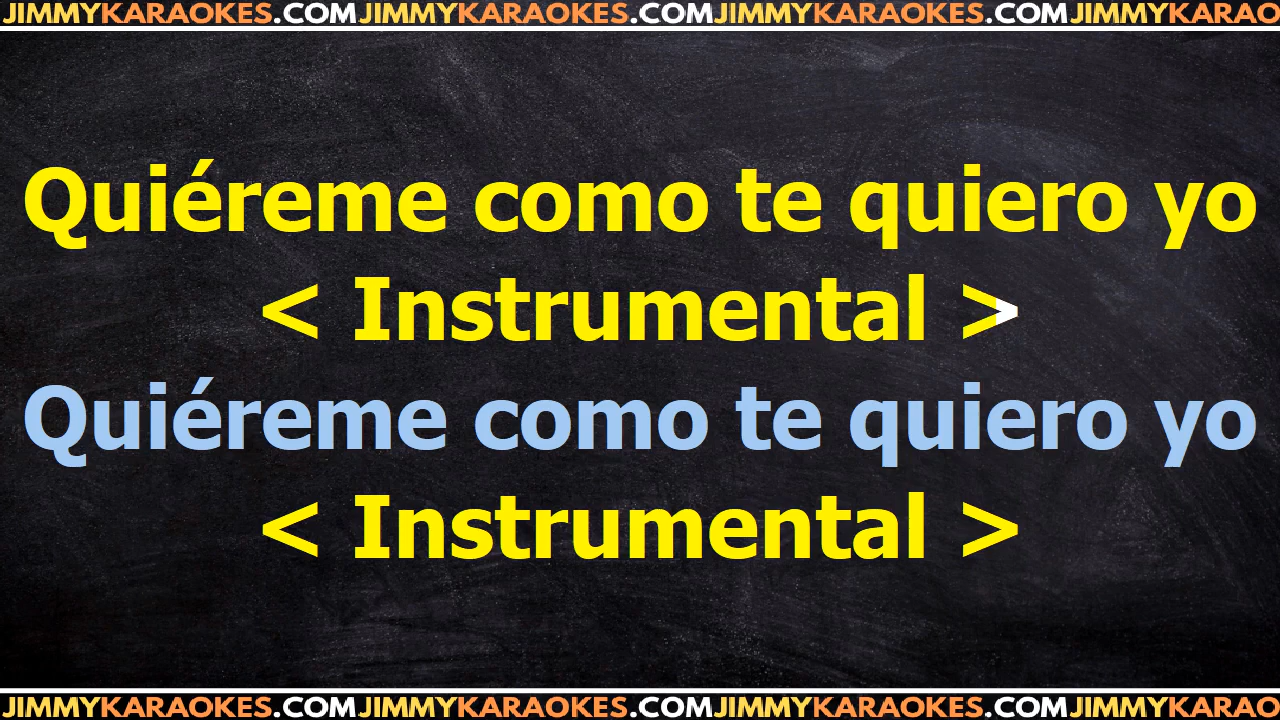 JIMMYKARAOKES.COMJIMMYKARAOKES.COMJIMMYKARAOKES.COMJIMMYKARAO
Quiéreme como te quiero yo
< Instrumental >
Quiéreme como te quiero yo
< Instrumental >
JIMMYKARAOKES.COMJIMMYKARAOKES.COMJIMMYKARAOKES.COMJIMMYKARAO